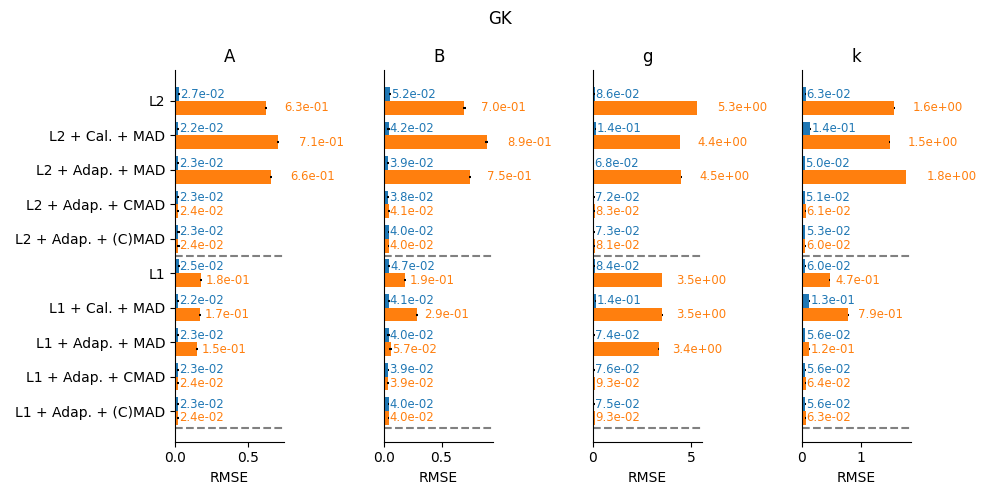 GK
A B g k
L2 2.7e-02 5.2e-02 8.6e-02 6.3e-02
6.3e-01 7.0e-01 5.3e+00 1.6e+00
L2 + Cal. + MAD 2.2e-02 4.2e-02 1.4e-01 1.4e-01
7.1e-01 8.9e-01 4.4e+00 1.5e+00
L2 + Adap. + MAD 2.3e-02 3.9e-02 6.8e-02 5.0e-02
6.6e-01 7.5e-01 4.5e+00 1.8e+00
L2 + Adap. + CMAD 2.3e-02 3.8e-02 7.2e-02 5.1e-02
2.4e-02 4.1e-02 8.3e-02 6.1e-02
L2 + Adap. + (C)MAD 2.3e-02 4.0e-02 7.3e-02 5.3e-02
2.4e-02 4.0e-02 8.1e-02 6.0e-02
L1 2.5e-02 4.7e-02 8.4e-02 6.0e-02
1.8e-01 1.9e-01 3.5e+00 4.7e-01
L1 + Cal. + MAD 2.2e-02 4.1e-02 1.4e-01 1.3e-01
1.7e-01 2.9e-01 3.5e+00 7.9e-01
L1 + Adap. + MAD 2.3e-02 4.0e-02 7.4e-02 5.6e-02
1.5e-01 5.7e-02 3.4e+00 1.2e-01
L1 + Adap. + CMAD 2.3e-02 3.9e-02 7.6e-02 5.6e-02
2.4e-02 3.9e-02 9.3e-02 6.4e-02
L1 + Adap. + (C)MAD 2.3e-02 4.0e-02 7.5e-02 5.6e-02
2.4e-02 4.0e-02 9.3e-02 6.3e-02
0.0 0.5 0.0 0.5 0 5 0 1
RMSE RMSE RMSE RMSE